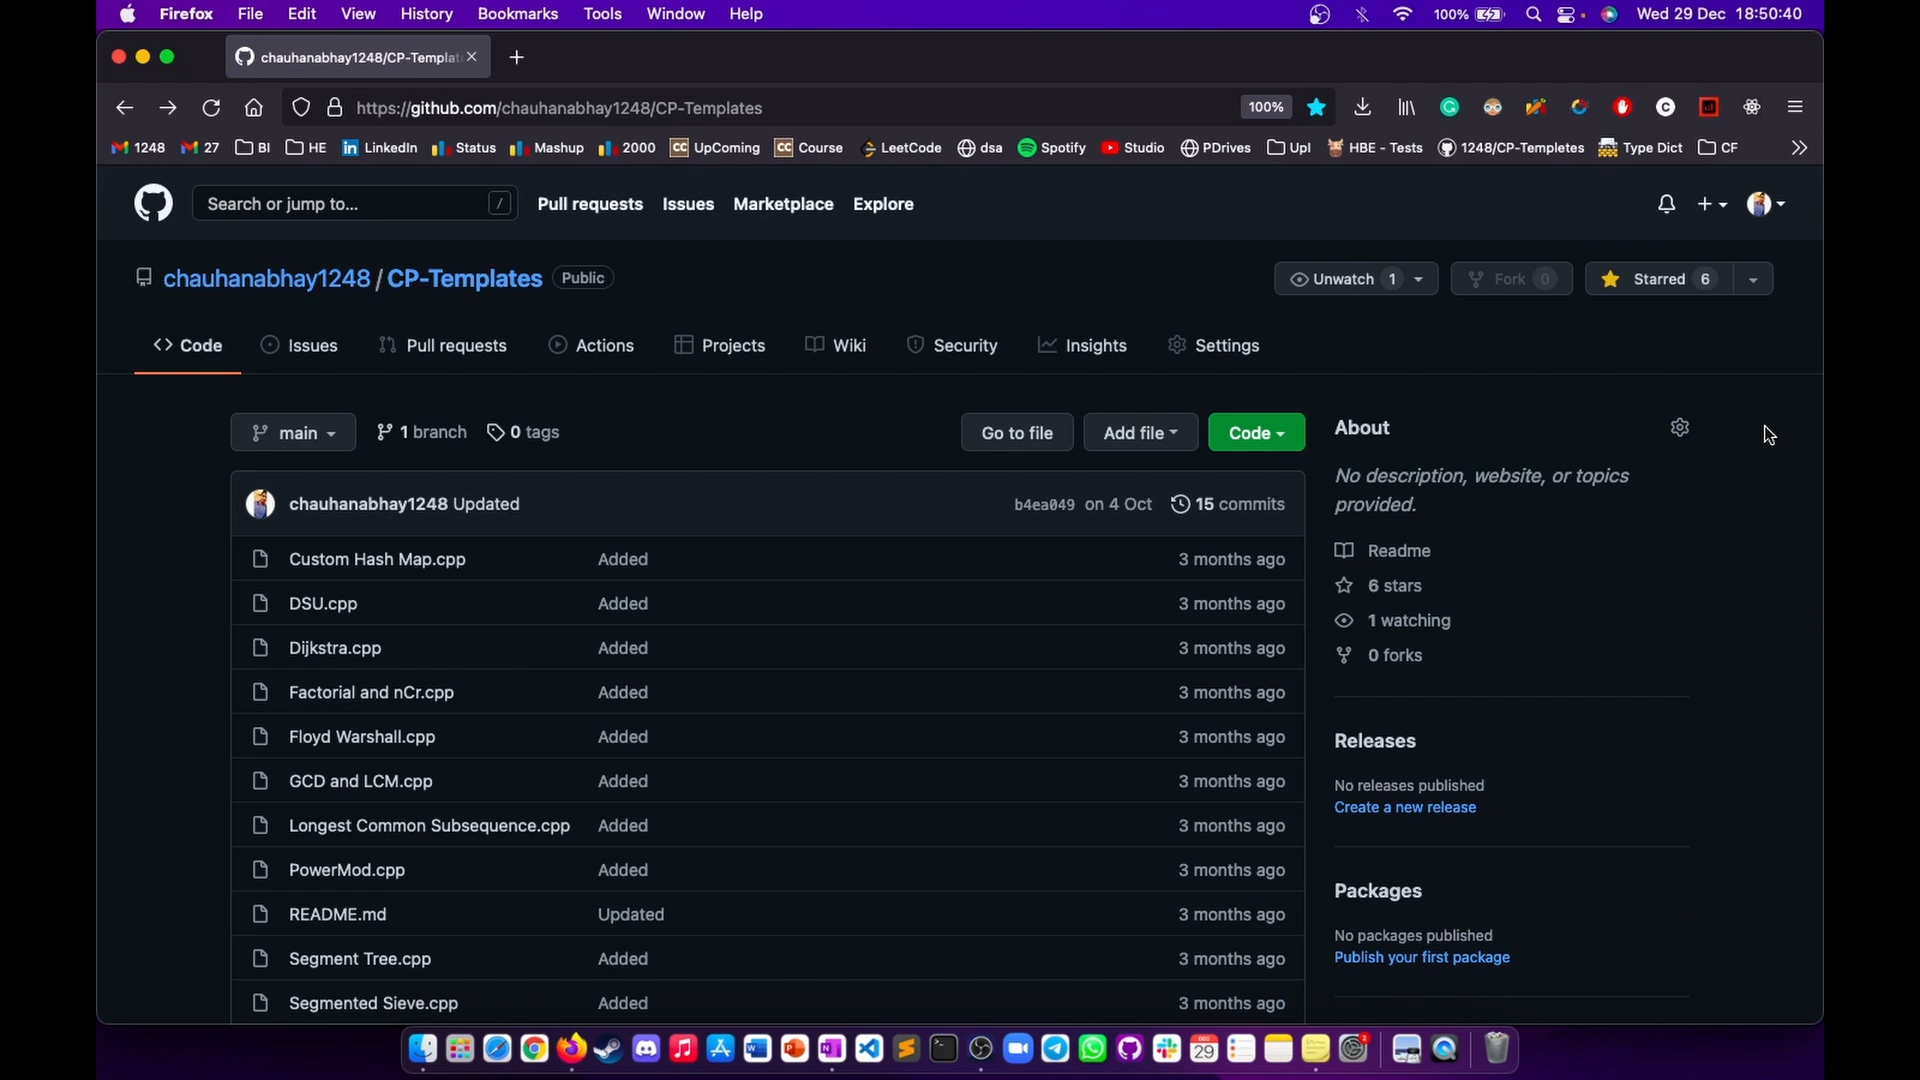 Firefox File Edit View History Bookmarks Tools Window Help 100% Wed 29 Dec 18:50:40
chauhanabhay1248/CP-Templat
https://github.com/chauhanabhay1248/CP-Templates 100%
1248 27 BI HE LinkedIn Status Mashup 2000 UpComing Course LeetCode dsa Spotify Studio PDrives Upl HBE - Tests 1248/CP-Templetes Type Dict CF
Search or jump to... / Pull requests Issues Marketplace Explore
chauhanabhay1248 / CP-Templates Public Unwatch 1 Fork 0 Starred 6
Code Issues Pull requests Actions Projects Wiki Security Insights Settings
main 1 branch 0 tags Go to file Add file Code
chauhanabhay1248 Updated b4ea049 on 4 Oct 15 commits
Custom Hash Map.cpp Added 3 months ago
DSU.cpp Added 3 months ago
Dijkstra.cpp Added 3 months ago
Factorial and nCr.cpp Added 3 months ago
Floyd Warshall.cpp Added 3 months ago
GCD and LCM.cpp Added 3 months ago
Longest Common Subsequence.cpp Added 3 months ago
PowerMod.cpp Added 3 months ago
README.md Updated 3 months ago
Segment Tree.cpp Added 3 months ago
Segmented Sieve.cpp Added 3 months ago
About
No description, website, or topics
provided.
Readme
6 stars
1 watching
0 forks
Releases
No releases published
Create a new release
Packages
No packages published
Publish your first package